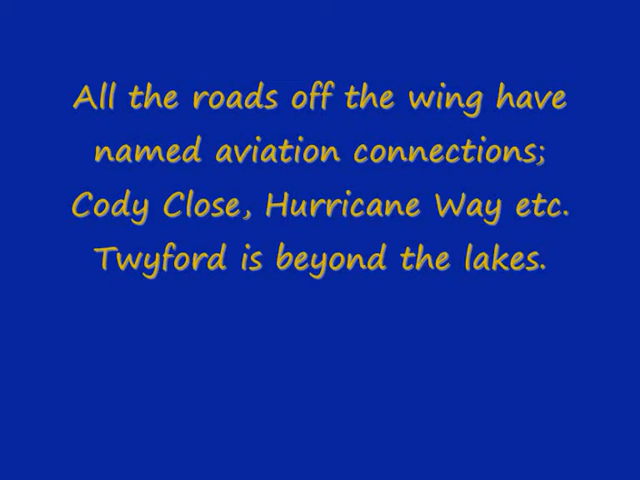 All the roads off the wing have
named aviation connections;
Cody Close, Hurricane Way etc.
Twyford is beyond the lakes.